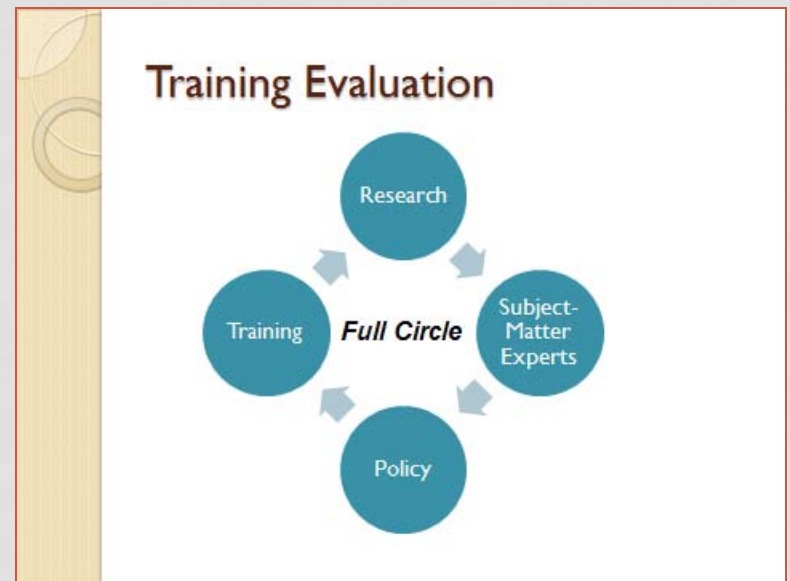 Training Evaluation
Research
Subject-
Matter
Experts
Policy
Training
Full Circle